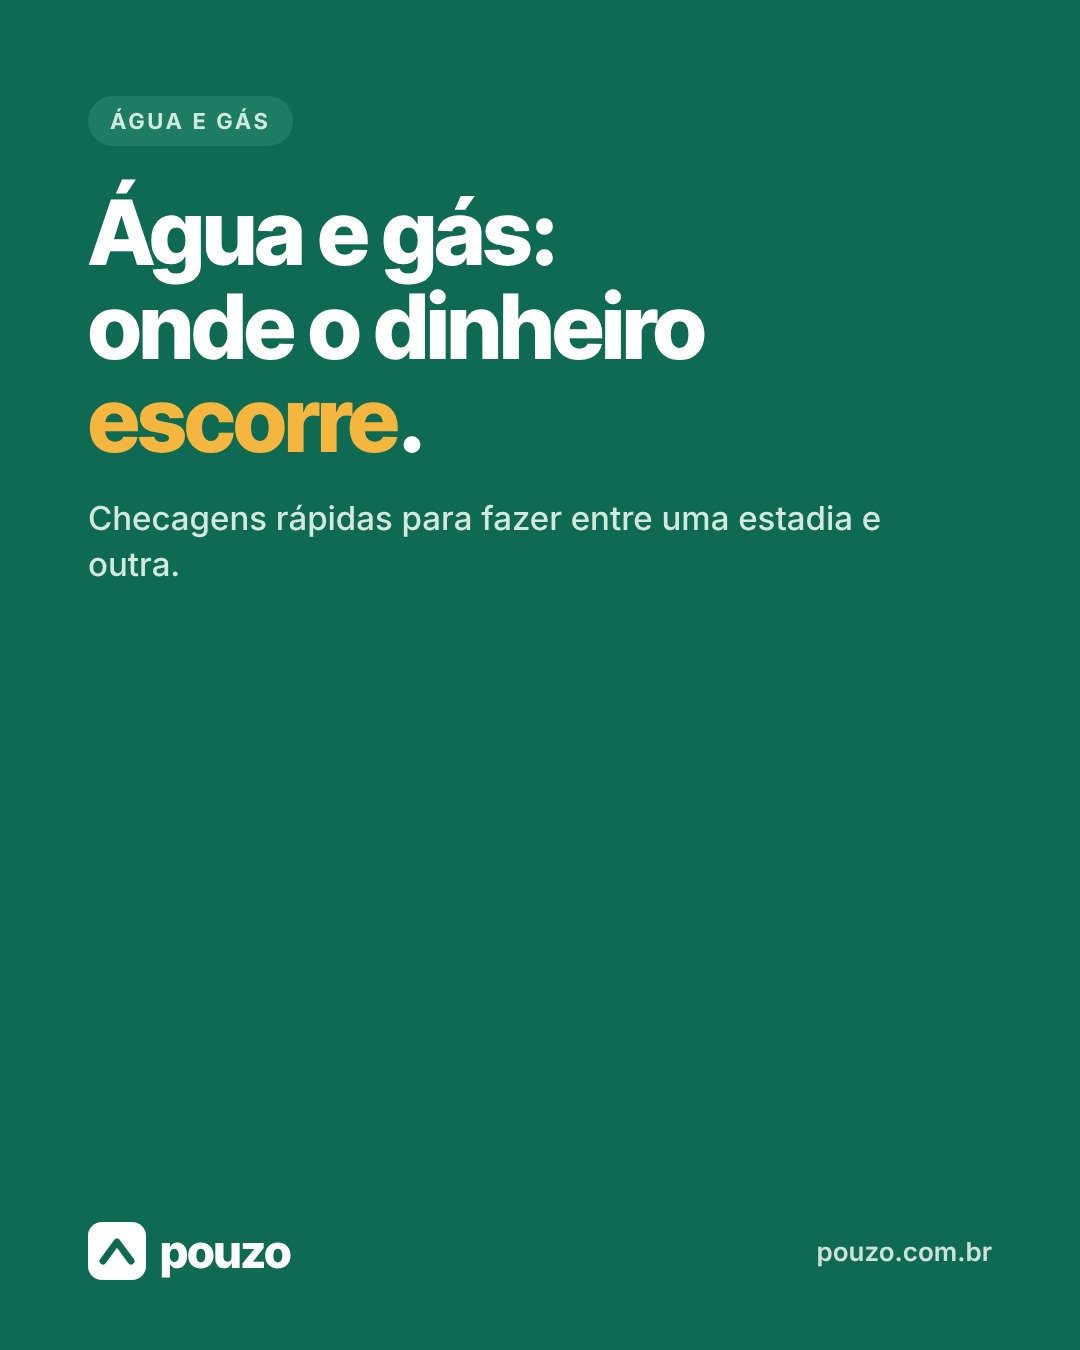 ÁGUA E GÁS
Água e gás:
onde o dinheiro
escorre.
Checagens rápidas para fazer entre uma estadia e
outra.
pouzo
pouzo.com.br